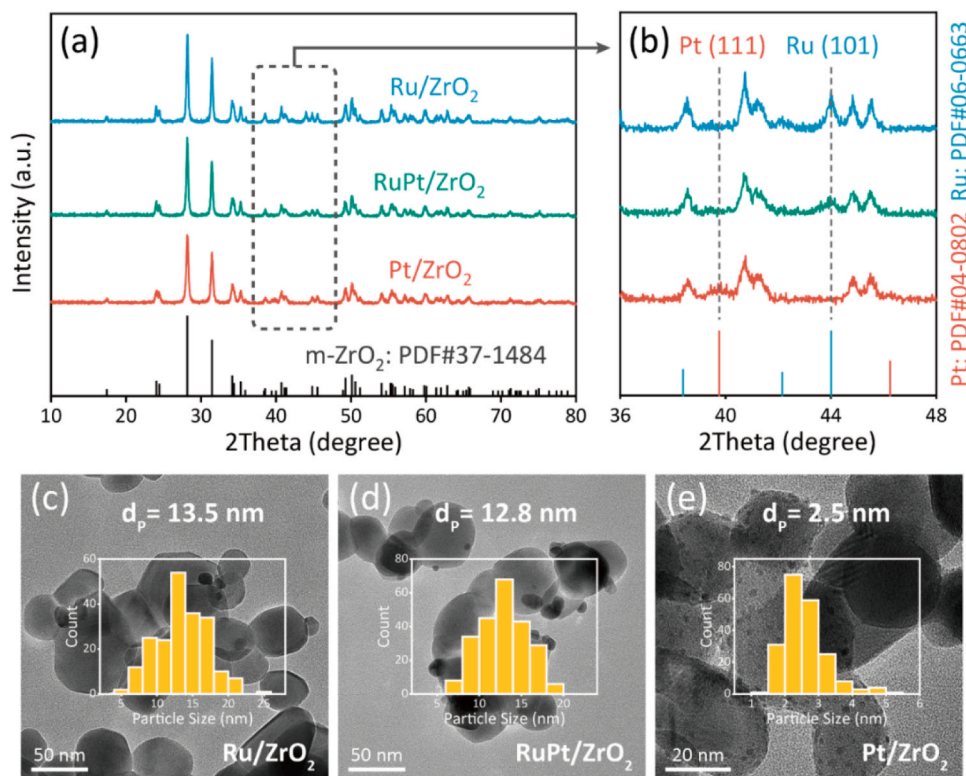 (a)
Ru/ZrO₂
RuPt/ZrO₂
Pt/ZrO₂
m-ZrO₂: PDF#37-1484
Intensity (a.u.)
10 20 30 40 50 60 70 80
2Theta (degree)
(b)
Pt (111) Ru (101)
36 40 44 48
2Theta (degree)
Pt: PDF#04-0802 Ru: PDF#06-0663
(c)
dₚ= 13.5 nm
60
40
20
0
Count
5 10 15 20 25
Particle Size (nm)
50 nm
Ru/ZrO₂
(d)
dₚ= 12.8 nm
80
60
40
20
0
Count
5 10 15 20
Particle Size (nm)
50 nm
RuPt/ZrO₂
(e)
dₚ= 2.5 nm
80
60
40
20
0
Count
1 2 3 4 5 6
Particle Size (nm)
20 nm
Pt/ZrO₂